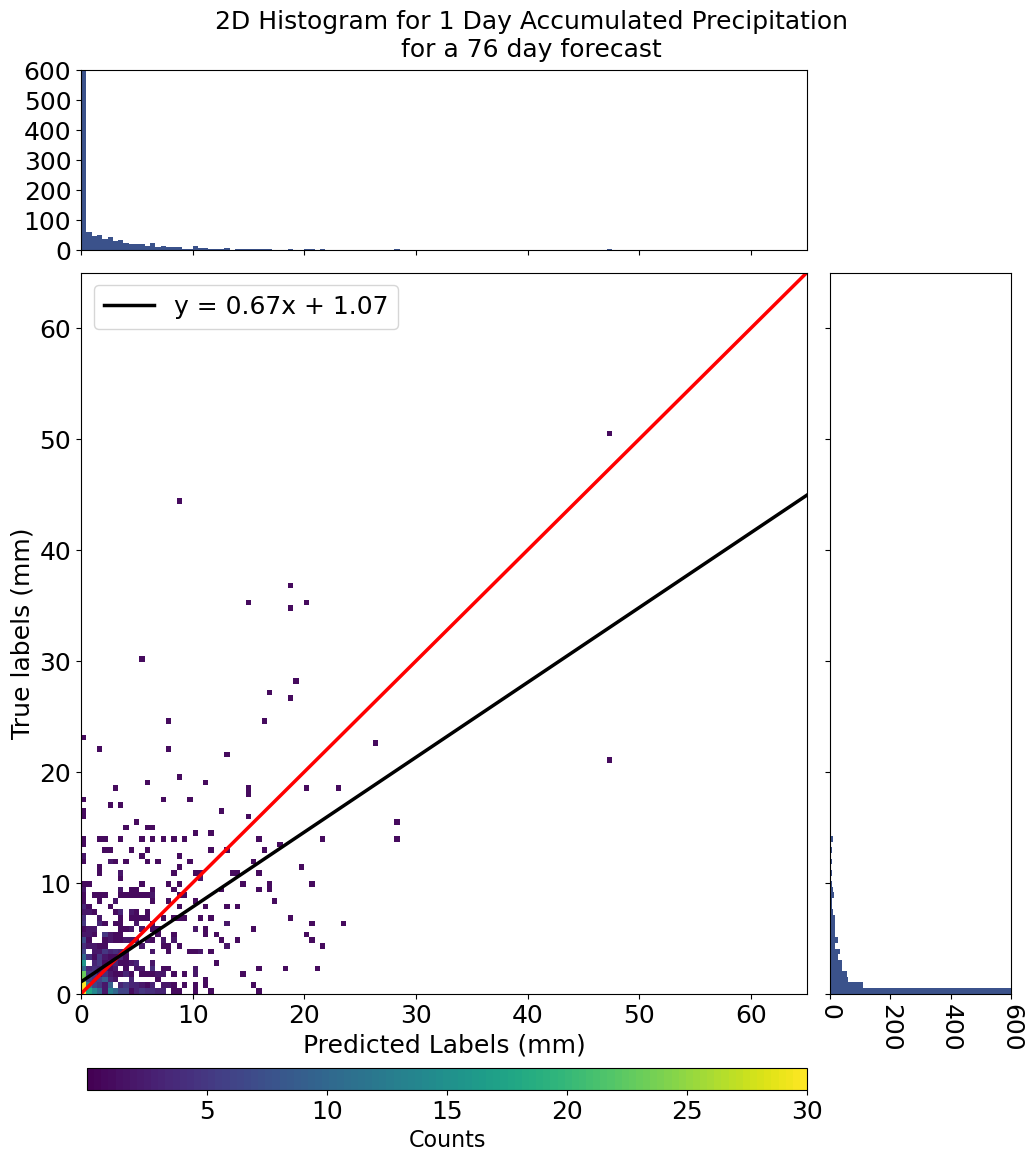 2D Histogram for 1 Day Accumulated Precipitation
for a 76 day forecast
600
500
400
300
200
100
0
y = 0.67x + 1.07
60
50
40
30
20
10
0
True labels (mm)
0 10 20 30 40 50 60
Predicted Labels (mm)
0 200 400 600
5 10 15 20 25 30
Counts